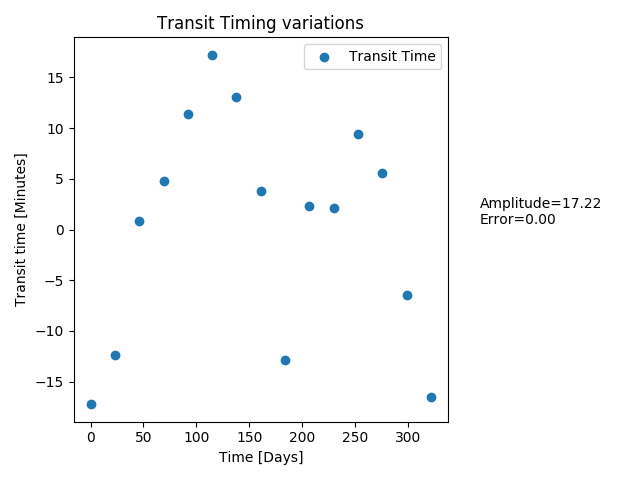 Transit Timing variations
Transit Time
15
10
5
0
−5
−10
−15
Transit time [Minutes]
0 50 100 150 200 250 300
Time [Days]
Amplitude=17.22
Error=0.00